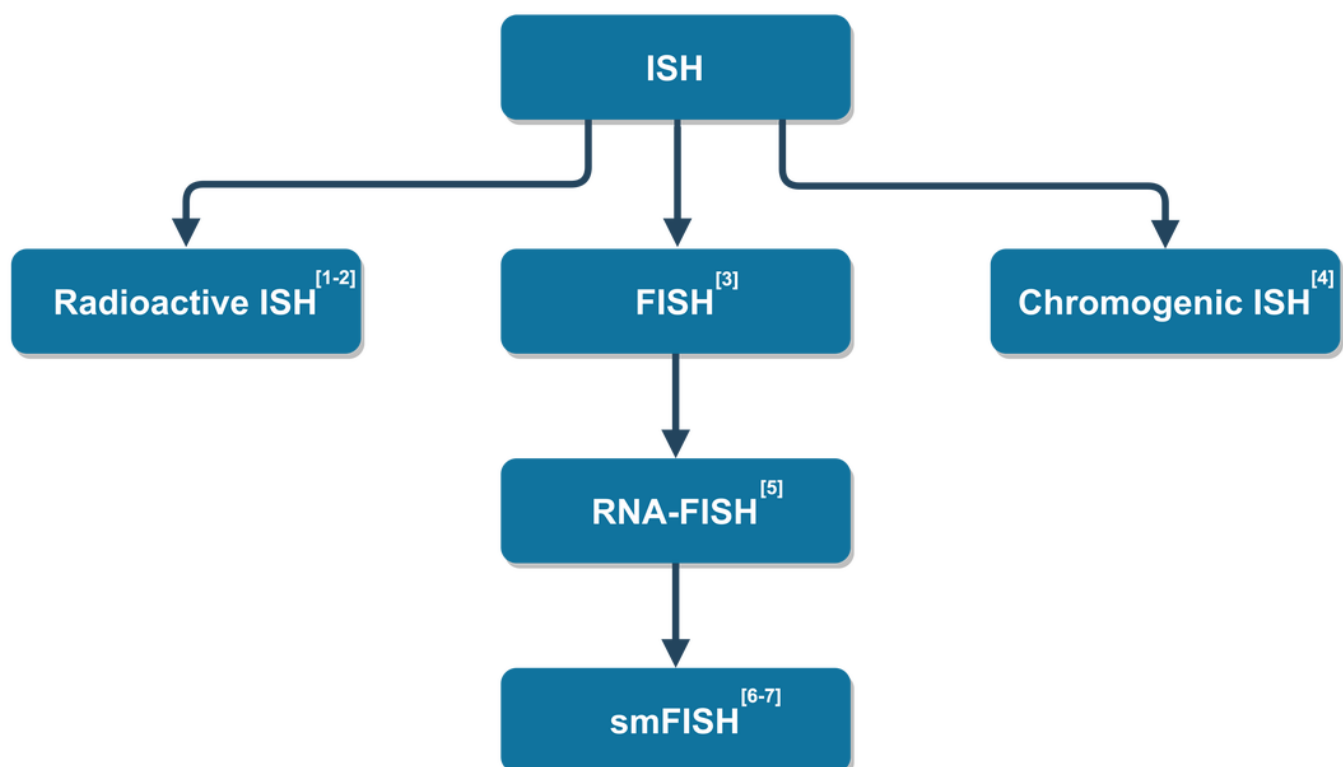 ISH
Radioactive ISH[1-2]
FISH[3]
Chromogenic ISH[4]
RNA-FISH[5]
smFISH[6-7]